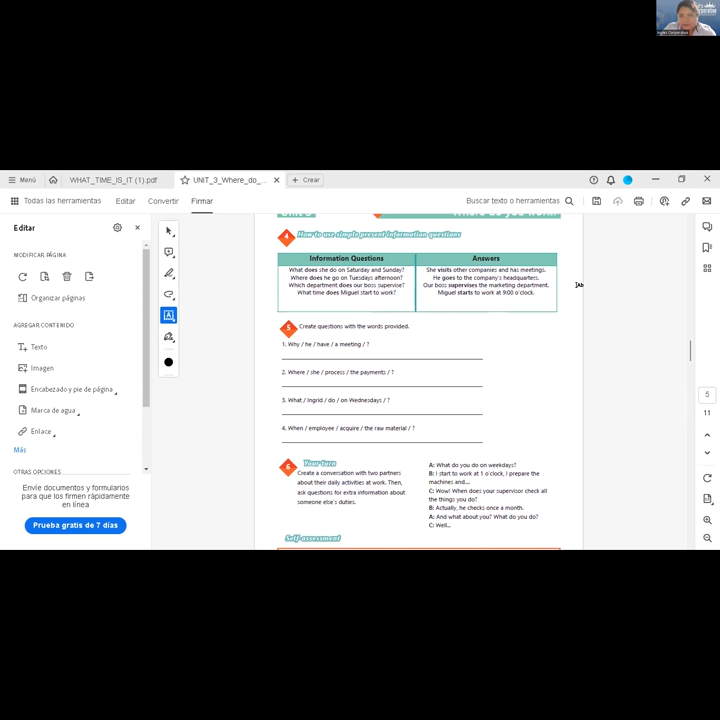 Inglés Corporativo
Menú
WHAT_TIME_IS_IT (1).pdf
UNIT_3_Where_do_...
Crear
Todas las herramientas
Editar
Convertir
Firmar
Buscar texto o herramientas
Editar
MODIFICAR PÁGINA
Organizar páginas
AGREGAR CONTENIDO
Texto
Imagen
Encabezado y pie de página
Marca de agua
Enlace
Más
OTRAS OPCIONES
Envíe documentos y formularios
para que los firmen rápidamente
en línea
Prueba gratis de 7 días
4
How to use simple present information questions
Information Questions
Answers
What does she do on Saturday and Sunday?
She visits other companies and has meetings.
Where does he go on Tuesdays afternoon?
He goes to the company's headquarters.
Which department does our boss supervise?
Our boss supervises the marketing department.
What time does Miguel start to work?
Miguel starts to work at 9:00 o'clock.
5
Create questions with the words provided.
1. Why / he / have / a meeting / ?
2. Where / she / process / the payments / ?
3. What / Ingrid / do / on Wednesdays / ?
4. When / employee / acquire / the raw material / ?
6
Your turn
Create a conversation with two partners
about their daily activities at work. Then,
ask questions for extra information about
someone else's duties.
A: What do you do on weekdays?
B: I start to work at 1 o'clock, I prepare the
machines and...
C: Wow! When does your supervisor check all
the things you do?
B: Actually, he checks once a month.
A: And what about you? What do you do?
C: Well...
Self-assessment
5
11